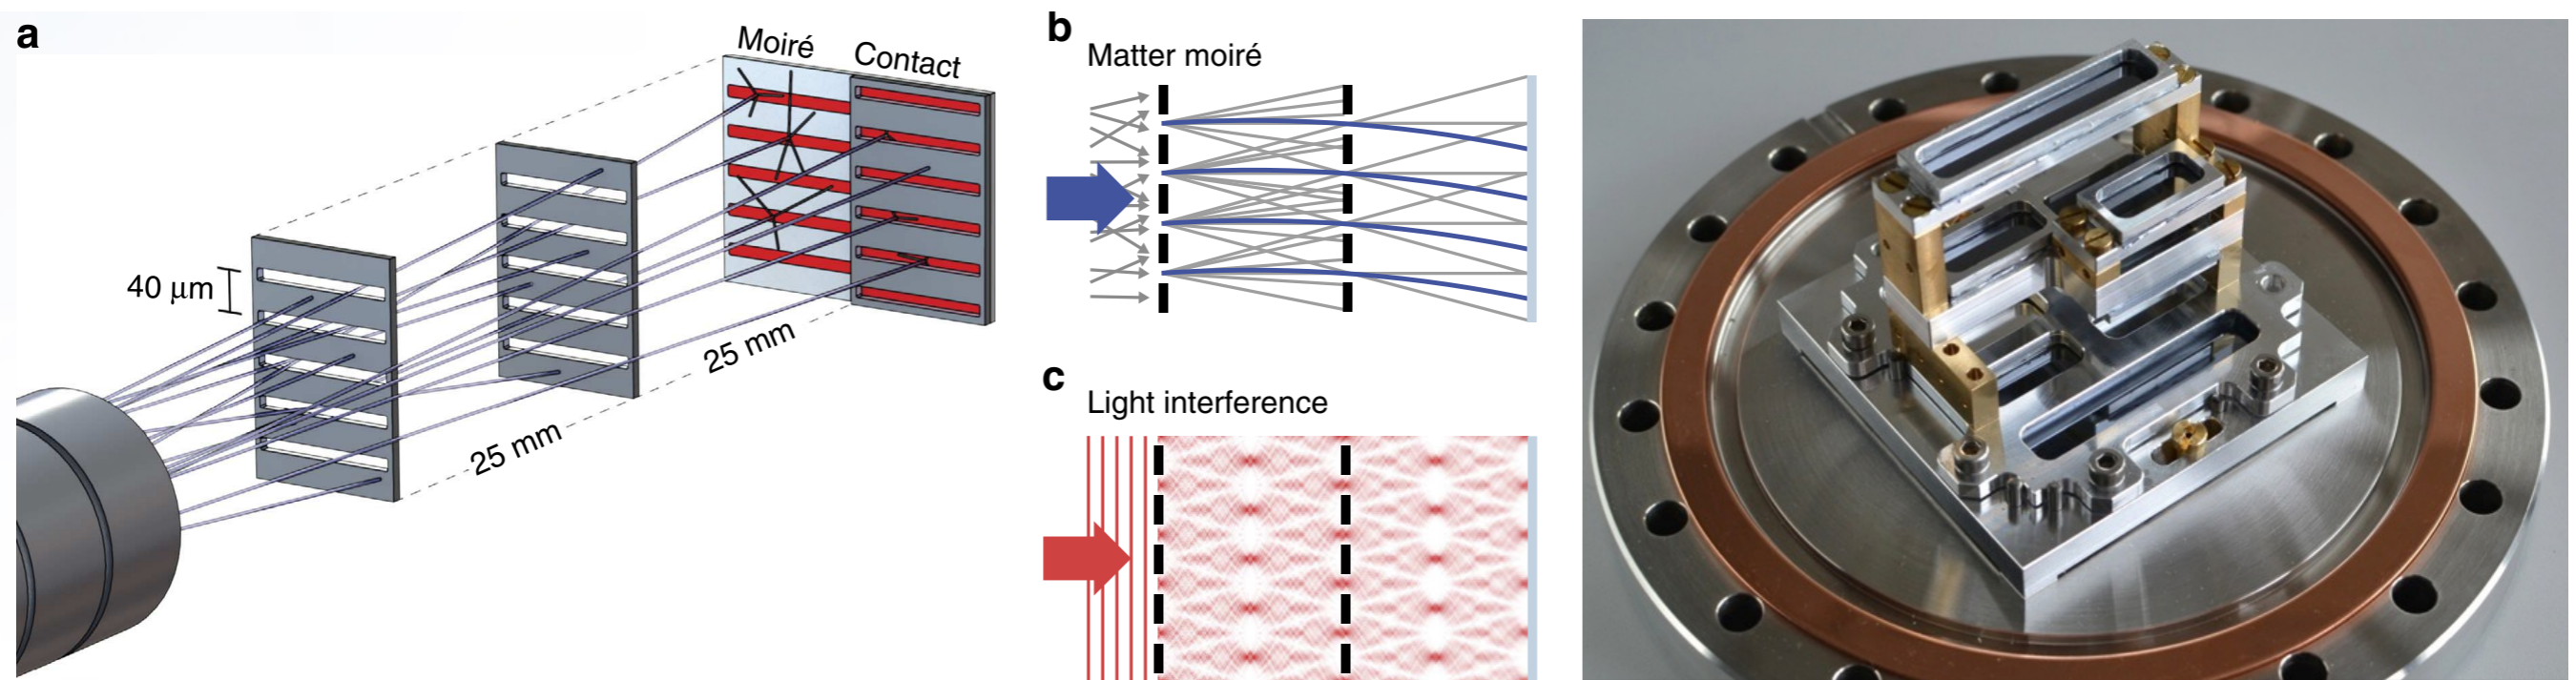 a
Moiré
Contact
40 µm
25 mm
25 mm
b
Matter moiré
c
Light interference